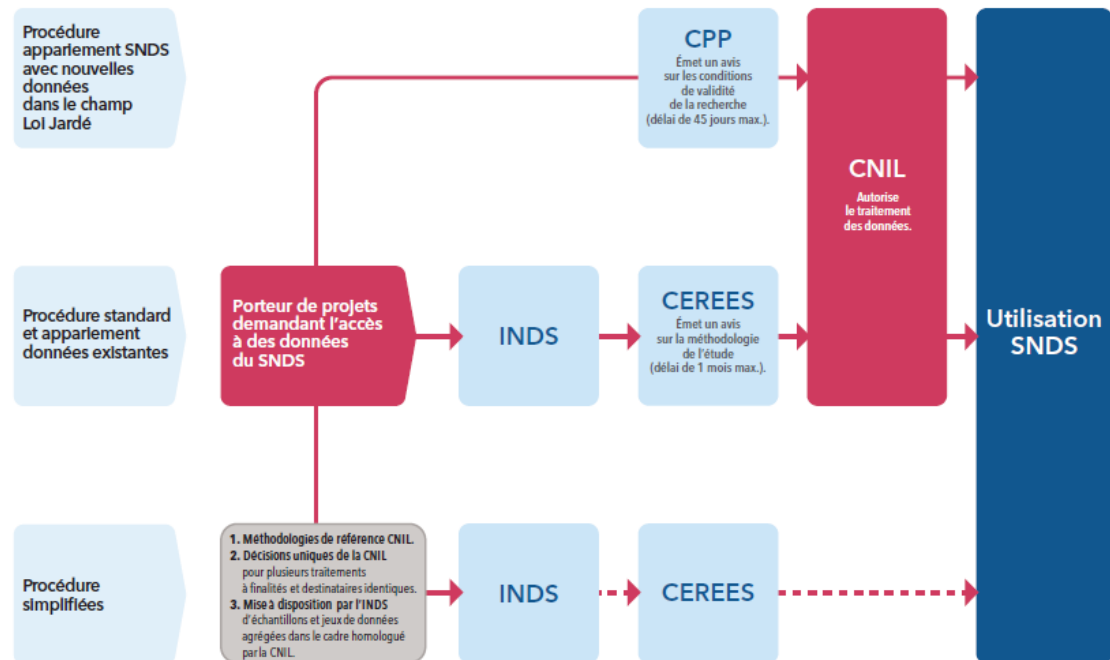 Procédure
appariement SNDS
avec nouvelles
données
dans le champ
Loi Jardé
CPP
Émet un avis
sur les conditions
de validité
de la recherche
(délai de 45 jours max.).
CNIL
Autorise
le traitement
des données.
Procédure standard
et appariement
données existantes
Porteur de projets
demandant l'accès
à des données
du SNDS
INDS
CEREES
Émet un avis
sur la méthodologie
de l'étude
(délai de 1 mois max.).
Utilisation
SNDS
Procédure
simplifiées
1. Méthodologies de référence CNIL.
2. Décisions uniques de la CNIL
pour plusieurs traitements
à finalités et destinataires identiques.
3. Mise à disposition par l'INDS
d'échantillons et jeux de données
agrégées dans le cadre homologué
par la CNIL.
INDS
CEREES